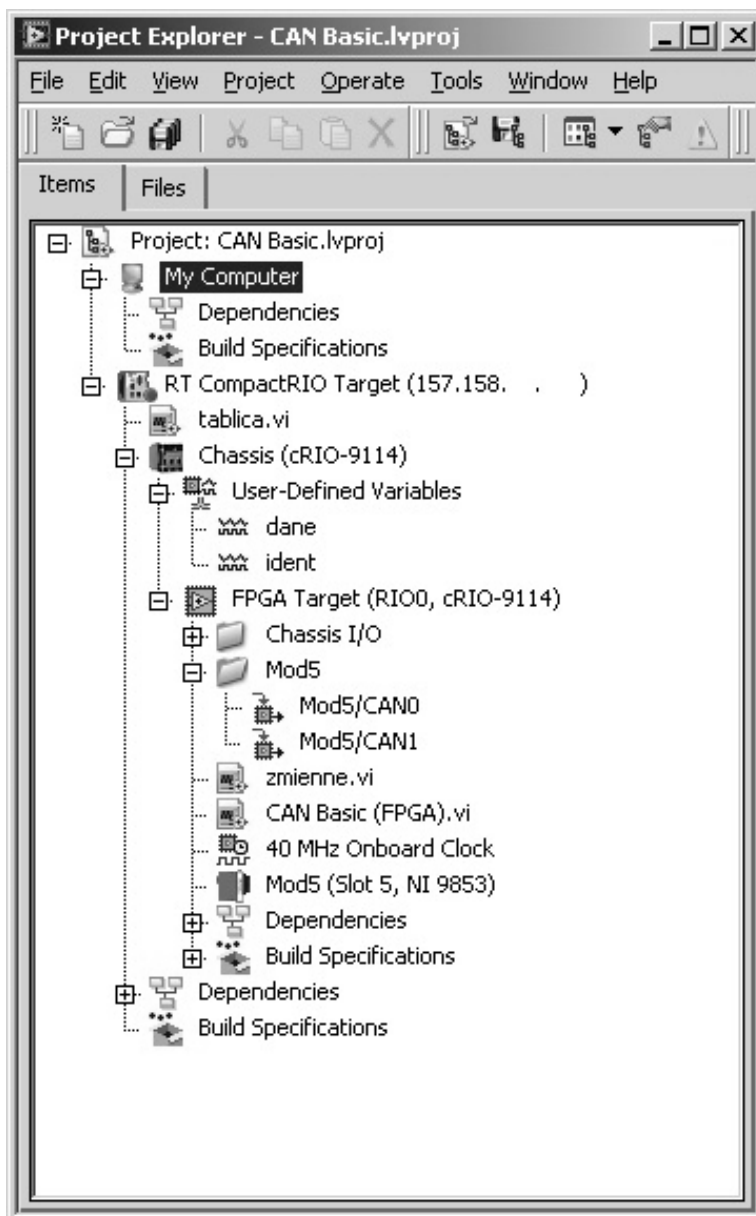 Project Explorer - CAN Basic.lvproj
File Edit View Project Operate Tools Window Help
Items Files
Project: CAN Basic.lvproj
My Computer
Dependencies
Build Specifications
RT CompactRIO Target (157.158. . )
tablica.vi
Chassis (cRIO-9114)
User-Defined Variables
dane
ident
FPGA Target (RIO0, cRIO-9114)
Chassis I/O
Mod5
Mod5/CAN0
Mod5/CAN1
zmienne.vi
CAN Basic (FPGA).vi
40 MHz Onboard Clock
Mod5 (Slot 5, NI 9853)
Dependencies
Build Specifications
Dependencies
Build Specifications